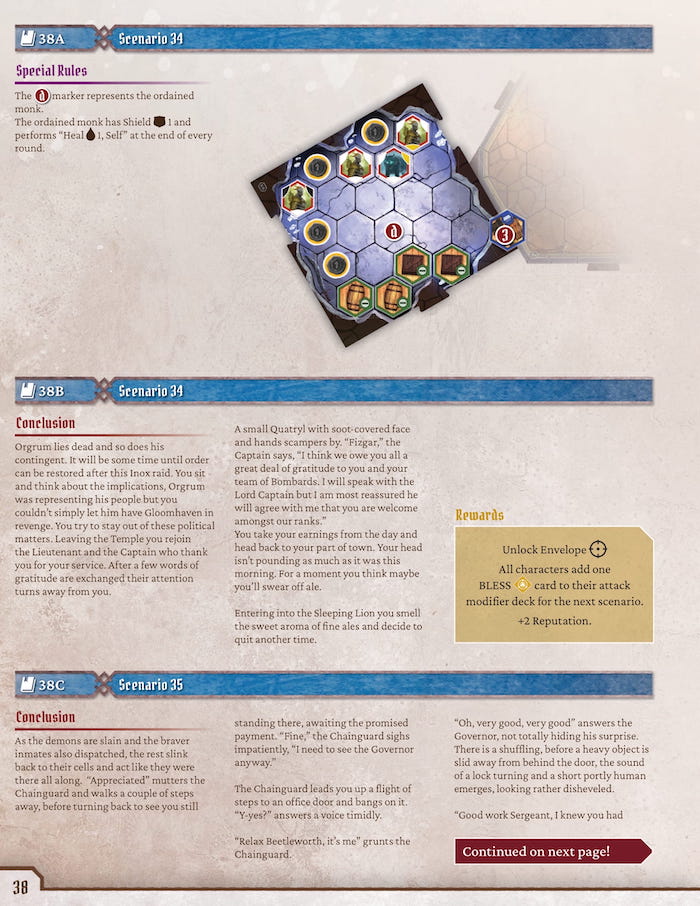 38A
Scenario 34
Special Rules
The a marker represents the ordained
monk.
The ordained monk has Shield 1 and
performs “Heal 1, Self” at the end of every
round.
1
1
a
3
1
1
38B
Scenario 34
Conclusion
Orgrum lies dead and so does his
contingent. It will be some time until order
can be restored after this Inox raid. You sit
and think about the implications, Orgrum
was representing his people but you
couldn’t simply let him have Gloomhaven in
revenge. You try to stay out of these political
matters. Leaving the Temple you rejoin
the Lieutenant and the Captain who thank
you for your service. After a few words of
gratitude are exchanged their attention
turns away from you.
A small Quatryl with soot-covered face
and hands scampers by. “Fizgar,” the
Captain says, “I think we owe you all a
great deal of gratitude to you and your
team of Bombards. I will speak with the
Lord Captain but I am most reassured he
will agree with me that you are welcome
amongst our ranks.”
You take your earnings from the day and
head back to your part of town. Your head
isn’t pounding as much as it was this
morning. For a moment you think maybe
you’ll swear off ale.
Entering into the Sleeping Lion you smell
the sweet aroma of fine ales and decide to
quit another time.
Rewards
Unlock Envelope
All characters add one
BLESS card to their attack
modifier deck for the next scenario.
+2 Reputation.
38C
Scenario 35
Conclusion
As the demons are slain and the braver
inmates also dispatched, the rest slink
back to their cells and act like they were
there all along. “Appreciated” mutters the
Chainguard and walks a couple of steps
away, before turning back to see you still
standing there, awaiting the promised
payment. “Fine,” the Chainguard sighs
impatiently, “I need to see the Governor
anyway.”
The Chainguard leads you up a flight of
steps to an office door and bangs on it.
“Y-yes?” answers a voice timidly.
“Relax Beetleworth, it’s me” grunts the
Chainguard.
“Oh, very good, very good” answers the
Governor, not totally hiding his surprise.
There is a shuffling, before a heavy object is
slid away from behind the door, the sound
of a lock turning and a short portly human
emerges, looking rather disheveled.
“Good work Sergeant, I knew you had
Continued on next page!
38